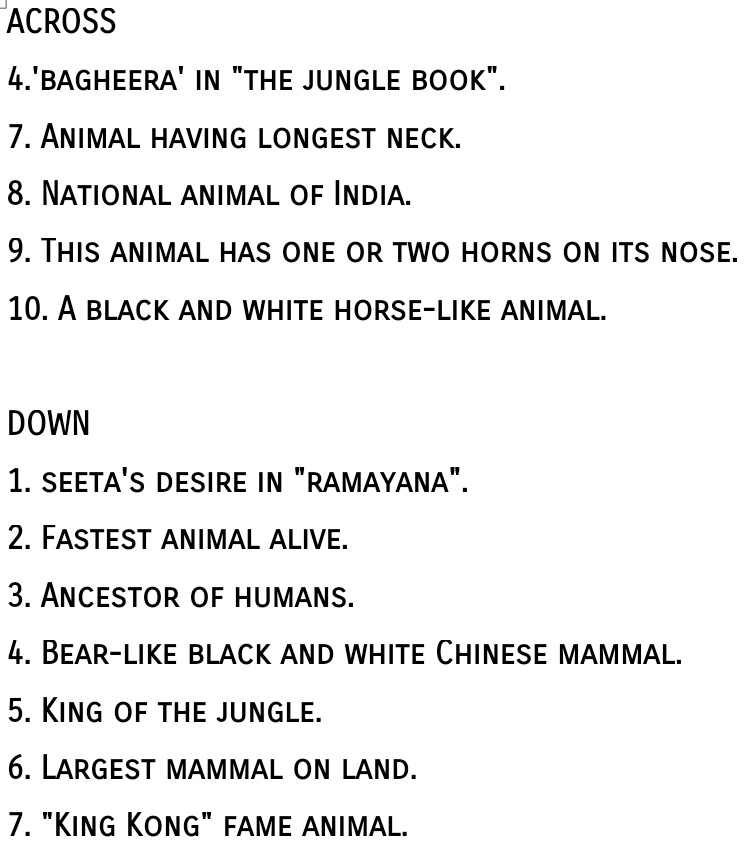 ACROSS
4.'BAGHEERA' IN "THE JUNGLE BOOK".
7. ANIMAL HAVING LONGEST NECK.
8. NATIONAL ANIMAL OF INDIA.
9. THIS ANIMAL HAS ONE OR TWO HORNS ON ITS NOSE.
10. A BLACK AND WHITE HORSE-LIKE ANIMAL.
DOWN
1. SEETA'S DESIRE IN "RAMAYANA".
2. FASTEST ANIMAL ALIVE.
3. ANCESTOR OF HUMANS.
4. BEAR-LIKE BLACK AND WHITE CHINESE MAMMAL.
5. KING OF THE JUNGLE.
6. LARGEST MAMMAL ON LAND.
7. "KING KONG" FAME ANIMAL.